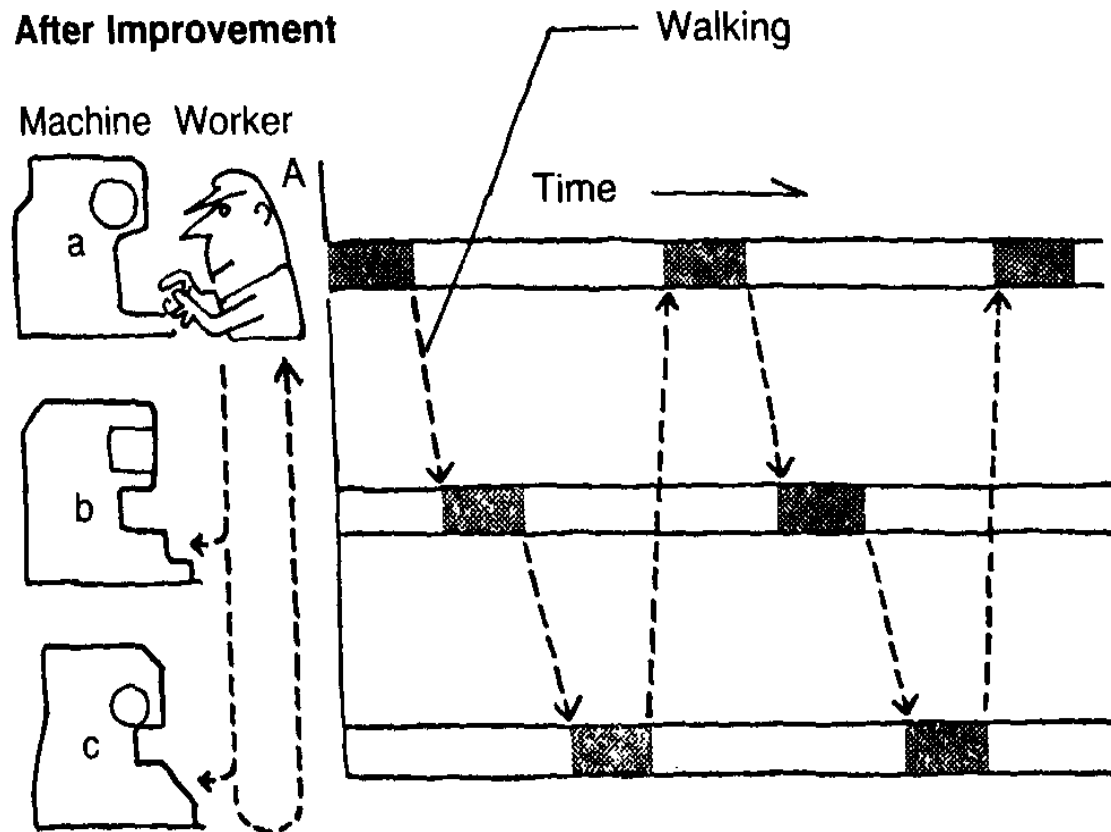 After Improvement
Walking
Machine Worker
A
Time
a
b
c